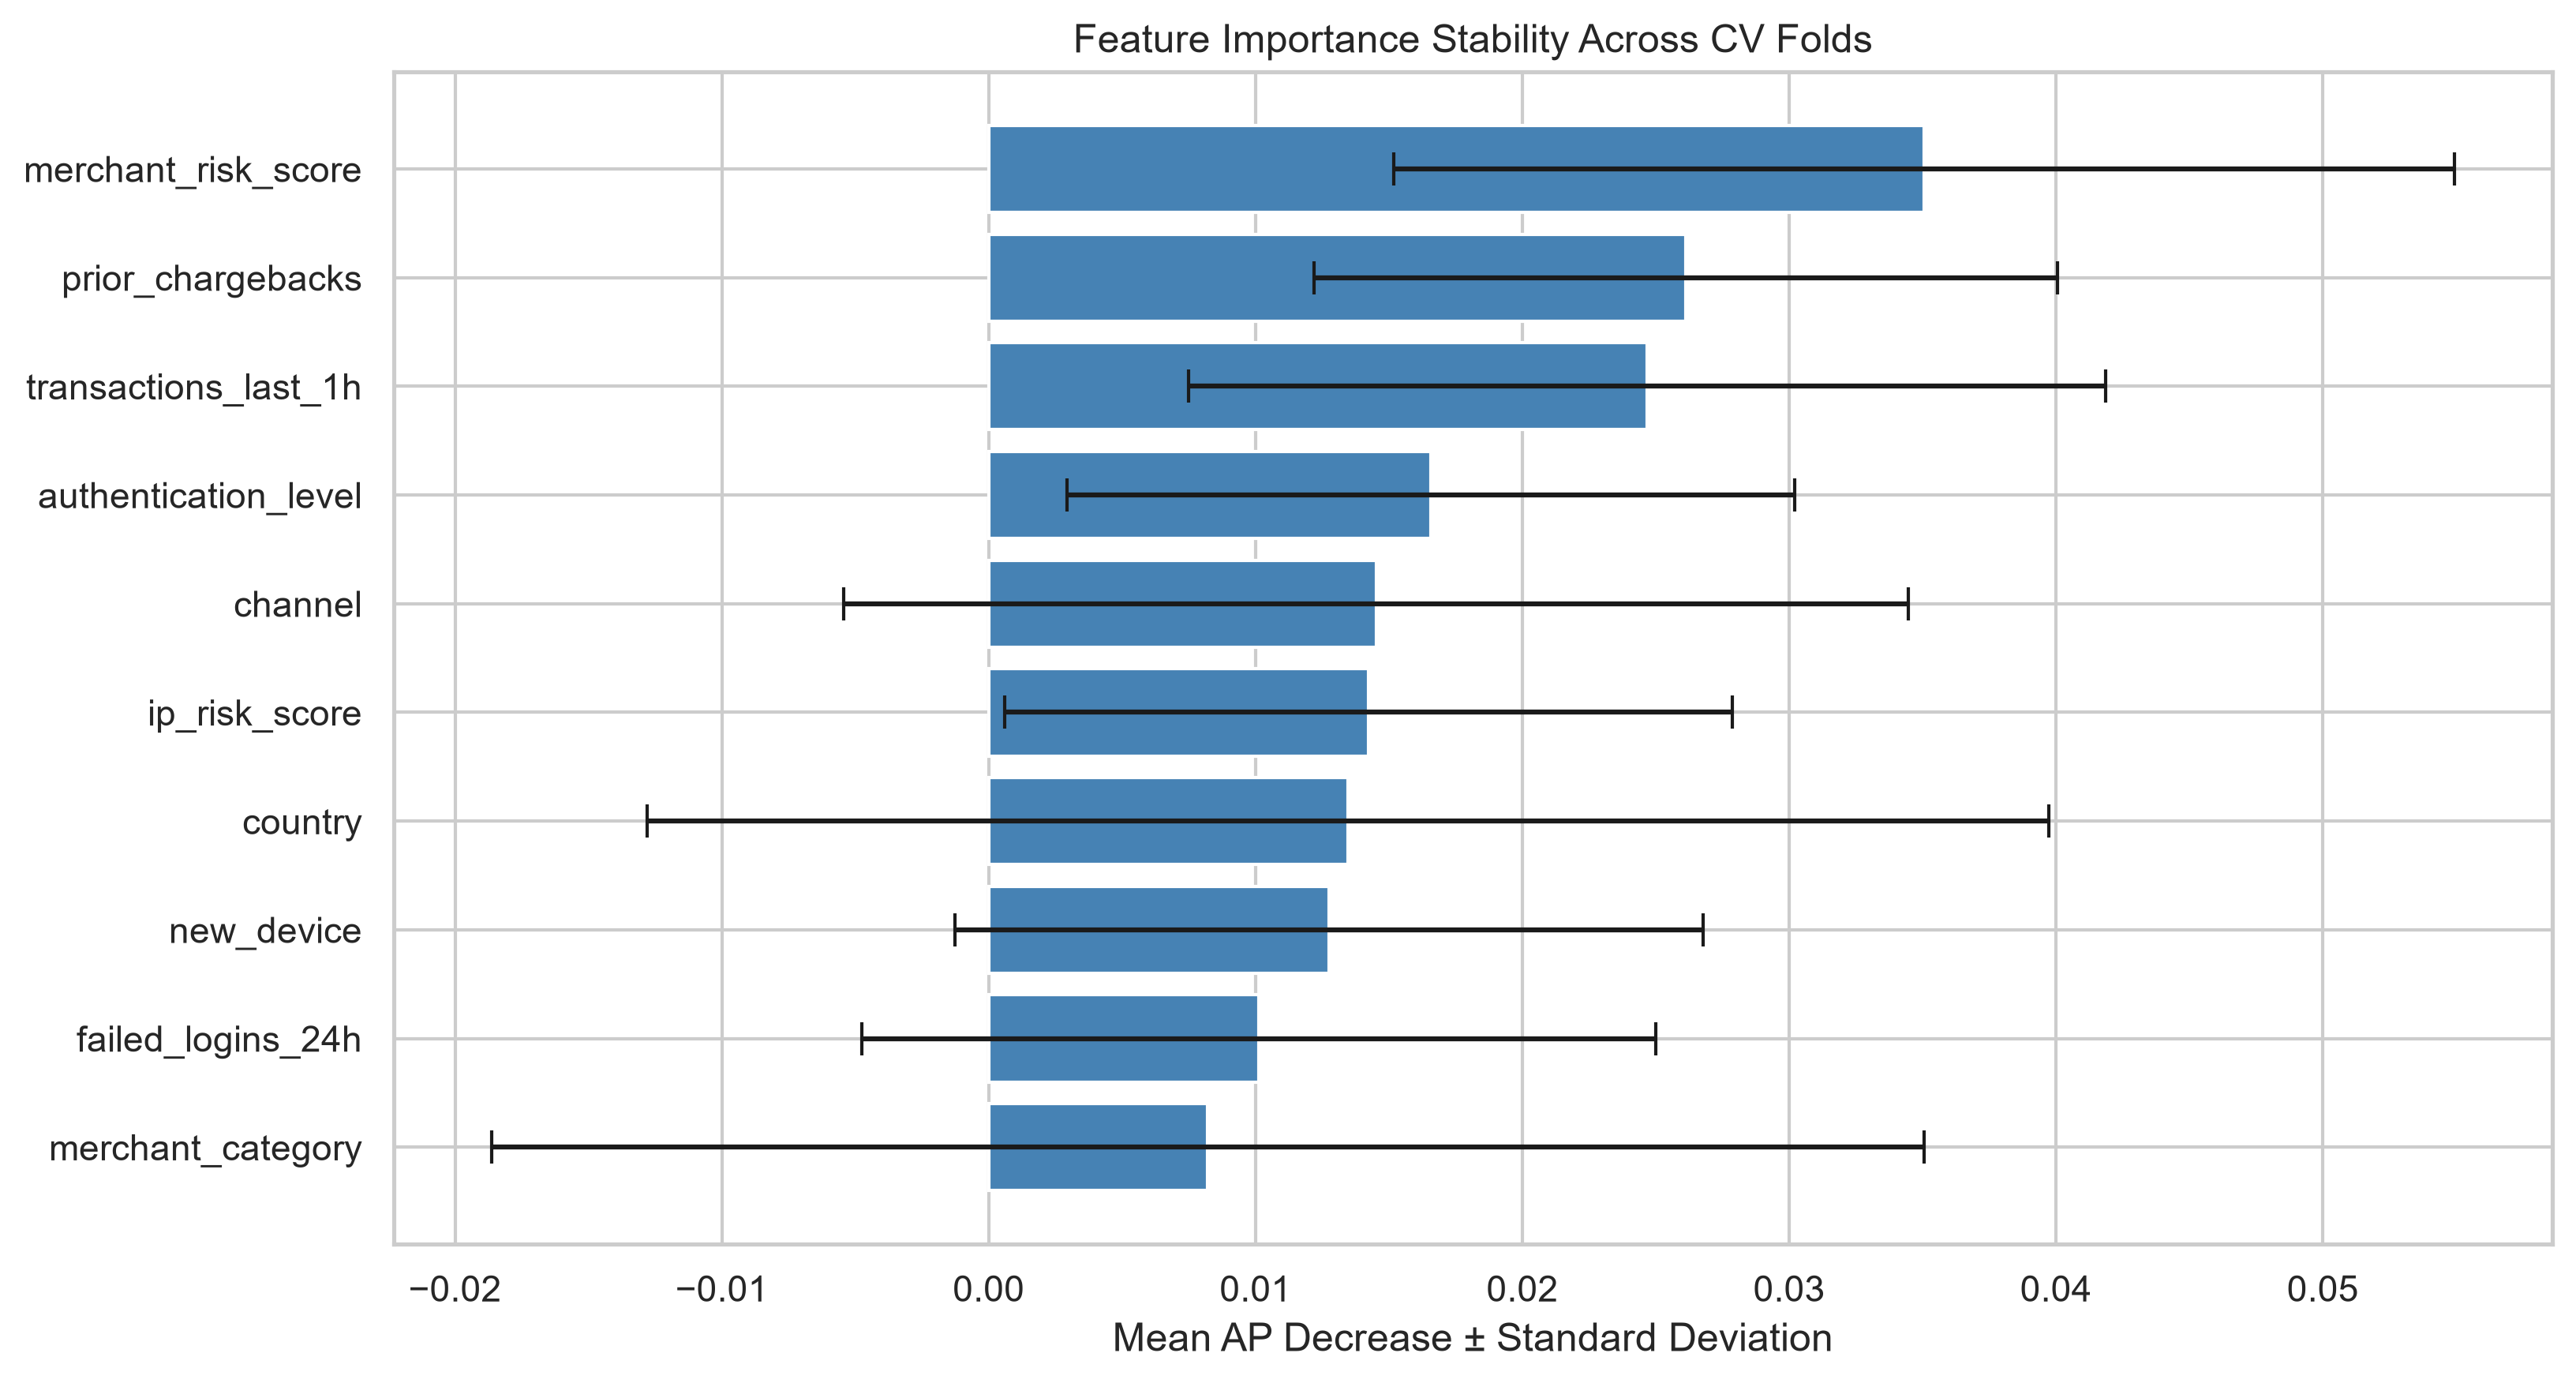 Feature Importance Stability Across CV Folds
merchant_risk_score
prior_chargebacks
transactions_last_1h
authentication_level
channel
ip_risk_score
country
new_device
failed_logins_24h
merchant_category
−0.02 −0.01 0.00 0.01 0.02 0.03 0.04 0.05
Mean AP Decrease ± Standard Deviation